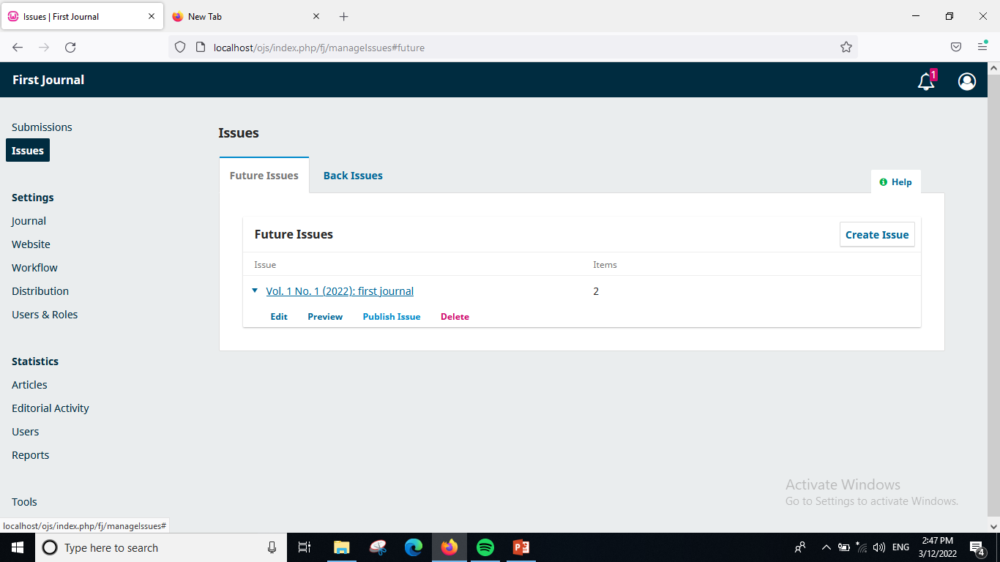 Issues | First Journal
New Tab
localhost/ojs/index.php/fj/manageIssues#future
First Journal
1
Submissions
Issues
Settings
Journal
Website
Workflow
Distribution
Users & Roles
Statistics
Articles
Editorial Activity
Users
Reports
Tools
Issues
Future Issues Back Issues
Help
Future Issues
Create Issue
Issue Items
Vol. 1 No. 1 (2022): first journal 2
Edit Preview Publish Issue Delete
Activate Windows
Go to Settings to activate Windows.
localhost/ojs/index.php/fj/manageIssues#
Type here to search
ENG
2:47 PM
3/12/2022
4